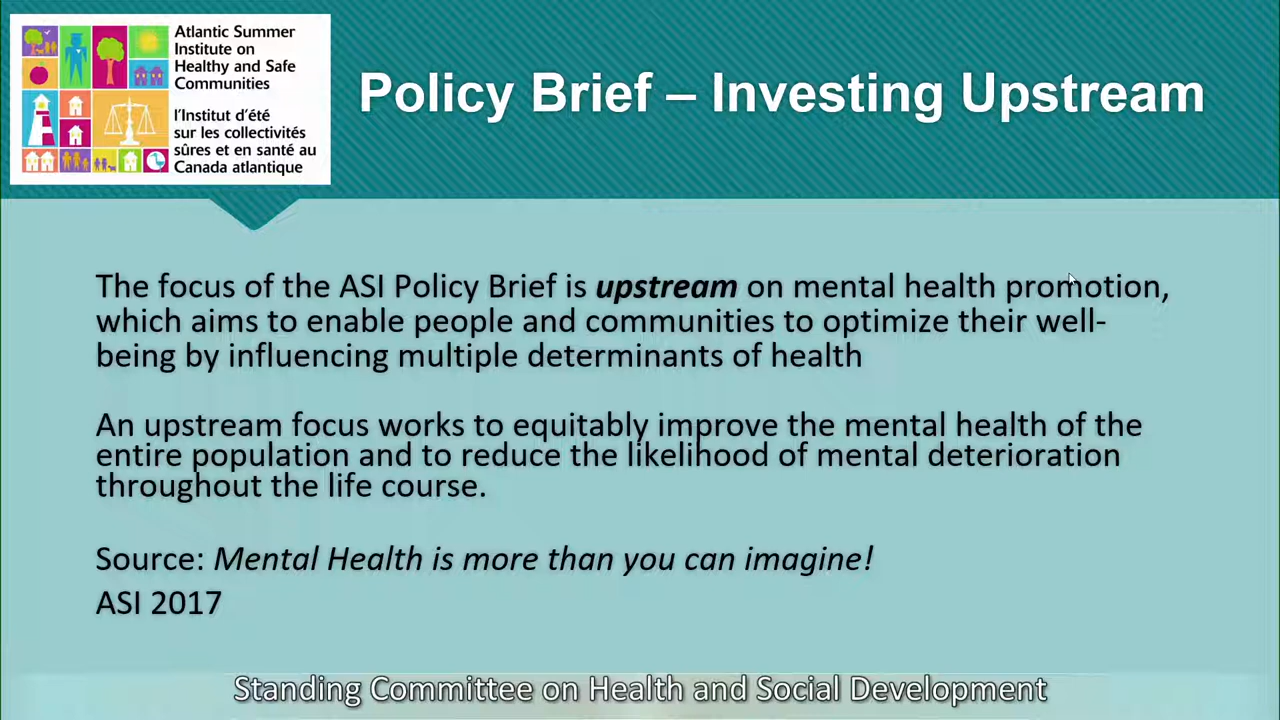 Atlantic Summer
Institute on
Healthy and Safe
Communities
l'Institut d'été
sur les collectivités
sûres et en santé au
Canada atlantique
Policy Brief – Investing Upstream
The focus of the ASI Policy Brief is upstream on mental health promotion,
which aims to enable people and communities to optimize their well-
being by influencing multiple determinants of health
An upstream focus works to equitably improve the mental health of the
entire population and to reduce the likelihood of mental deterioration
throughout the life course.
Source: Mental Health is more than you can imagine!
ASI 2017
Standing Committee on Health and Social Development